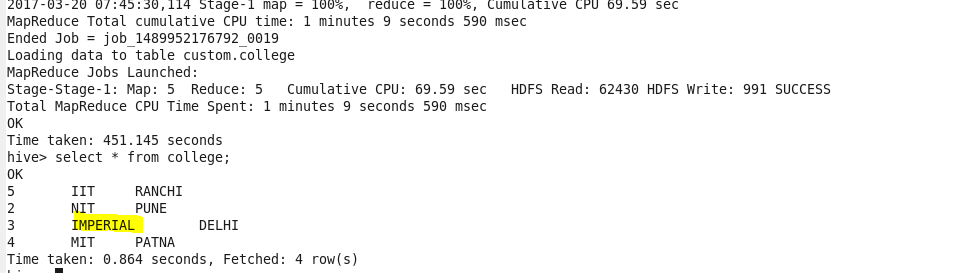 2017-03-20 07:45:30,114 Stage-1 map = 100%,  reduce = 100%, Cumulative CPU 69.59 sec
MapReduce Total cumulative CPU time: 1 minutes 9 seconds 590 msec
Ended Job = job_1489952176792_0019
Loading data to table custom.college
MapReduce Jobs Launched:
Stage-Stage-1: Map: 5  Reduce: 5   Cumulative CPU: 69.59 sec   HDFS Read: 62430 HDFS Write: 991 SUCCESS
Total MapReduce CPU Time Spent: 1 minutes 9 seconds 590 msec
OK
Time taken: 451.145 seconds
hive> select * from college;
OK
5       IIT     RANCHI
2       NIT     PUNE
3       IMPERIAL        DELHI
4       MIT     PATNA
Time taken: 0.864 seconds, Fetched: 4 row(s)